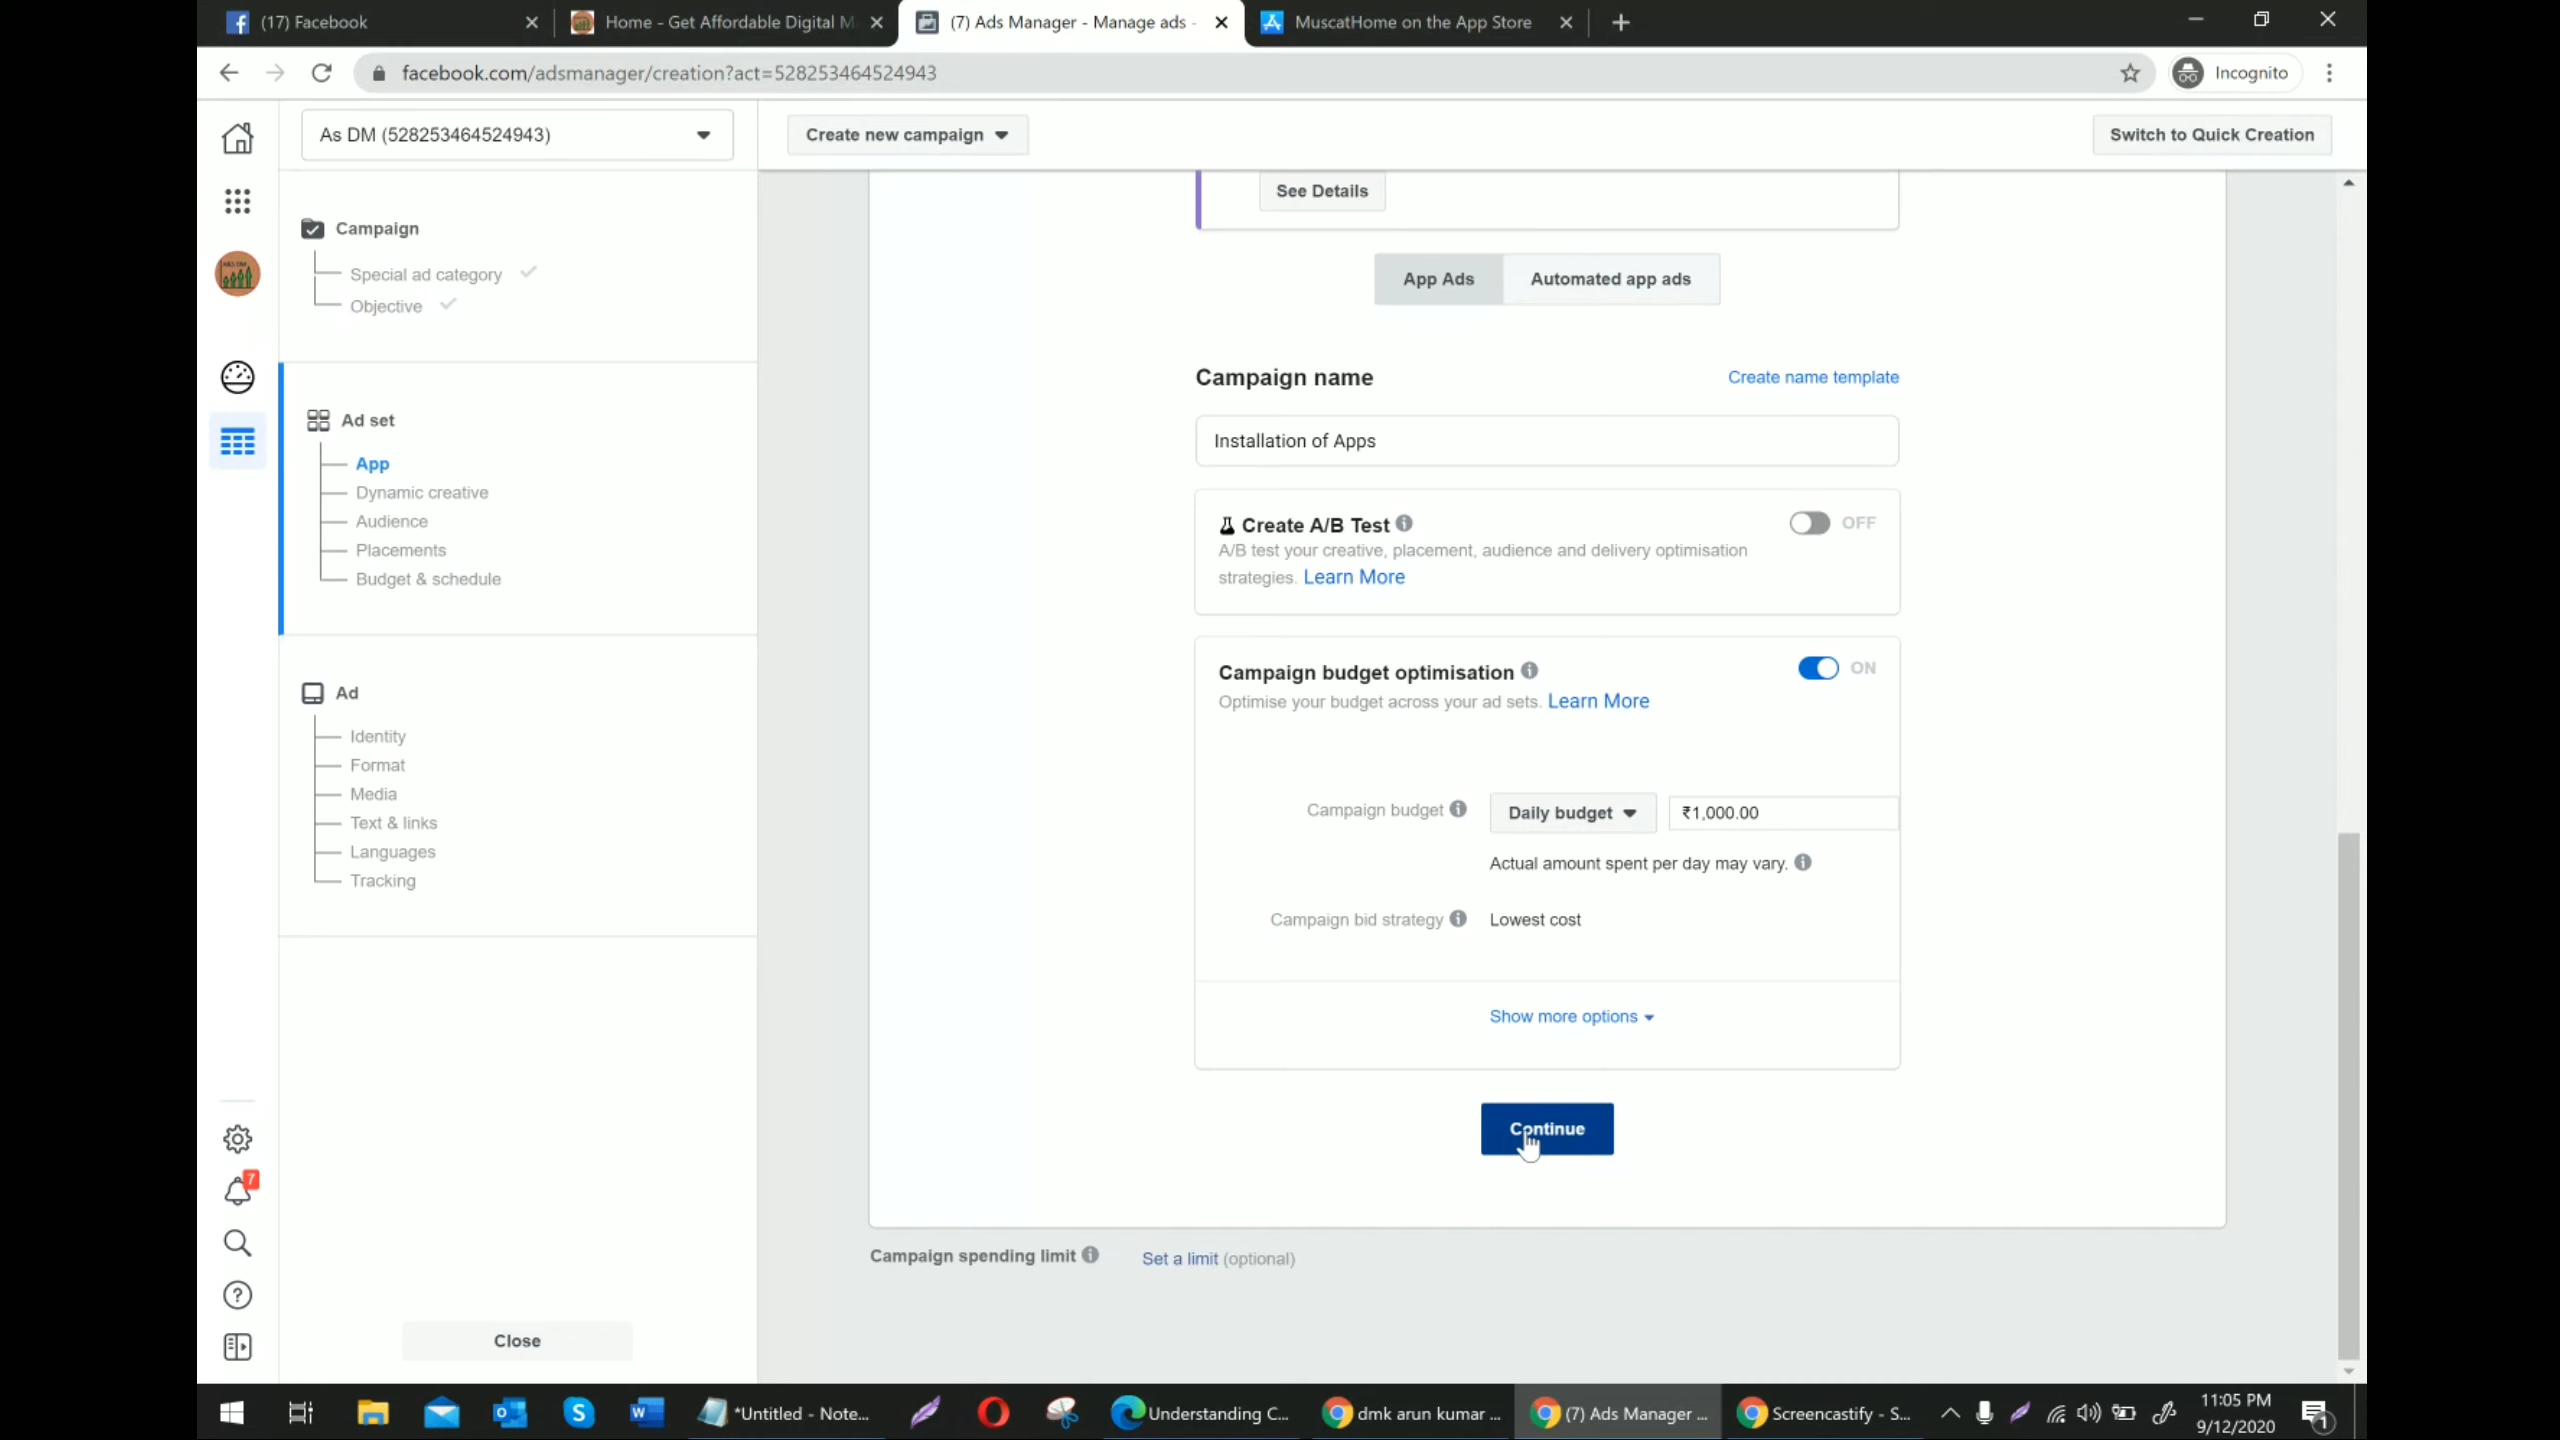 (17) Facebook
Home - Get Affordable Digital M
(7) Ads Manager - Manage ads -
MuscatHome on the App Store
facebook.com/adsmanager/creation?act=528253464524943
Incognito
As DM (528253464524943)
Create new campaign
Switch to Quick Creation
Campaign
Special ad category
Objective
Ad set
App
Dynamic creative
Audience
Placements
Budget & schedule
Ad
Identity
Format
Media
Text & links
Languages
Tracking
Close
7
See Details
App Ads
Automated app ads
Campaign name
Create name template
Installation of Apps
Create A/B Test
OFF
A/B test your creative, placement, audience and delivery optimisation
strategies. Learn More
Campaign budget optimisation
ON
Optimise your budget across your ad sets. Learn More
Campaign budget
Daily budget
₹1,000.00
Actual amount spent per day may vary.
Campaign bid strategy
Lowest cost
Show more options
Continue
Campaign spending limit
Set a limit (optional)
*Untitled - Note...
Understanding C...
dmk arun kumar ...
(7) Ads Manager ...
Screencastify - S...
11:05 PM
9/12/2020
1